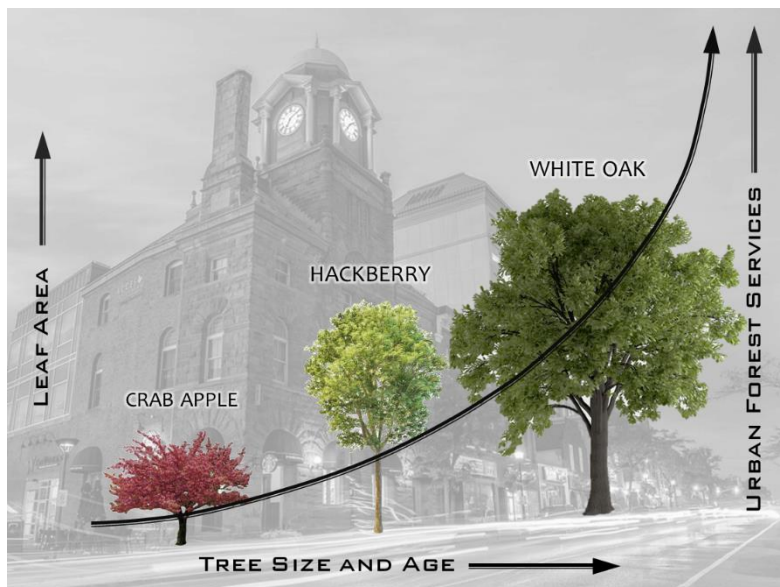 WHITE OAK
HACKBERRY
CRAB APPLE
LEAF AREA
URBAN FOREST SERVICES
TREE SIZE AND AGE